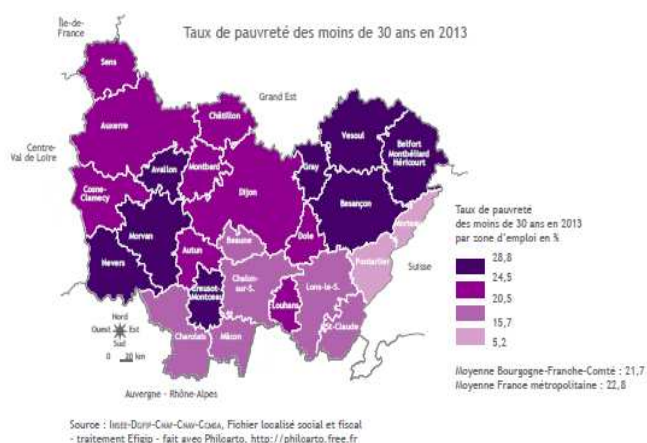 Île-de-
France
Taux de pauvreté des moins de 30 ans en 2013
Sens
Grand Est
Centre-
Val de Loire
Auxerre
Châtillon
Vesoul
Belfort
Montbéliard
Héricourt
Avallon
Montbard
Gray
Cosne-
Clamecy
Dijon
Besançon
Morvan
Beaune
Dole
Morteau
Nevers
Autun
Pontarlier
Suisse
Creusot-
Montceau
Chalon-
sur-S.
Lons-le-S.
Louhans
St-Claude
Charolais
Mâcon
Taux de pauvreté
des moins de 30 ans en 2013
par zone d'emploi en %
28,8
24,5
20,5
15,7
5,2
Nord
Ouest Est
Sud
0 20 km
Auvergne - Rhône-Alpes
Moyenne Bourgogne-Franche-Comté : 21,7
Moyenne France métropolitaine : 22,8
Source : Insee-DGFIP-Cnaf-Cnav-CCMSA, Fichier localisé social et fiscal
- traitement Efigip - fait avec Philcarto, http://philcarto.free.fr